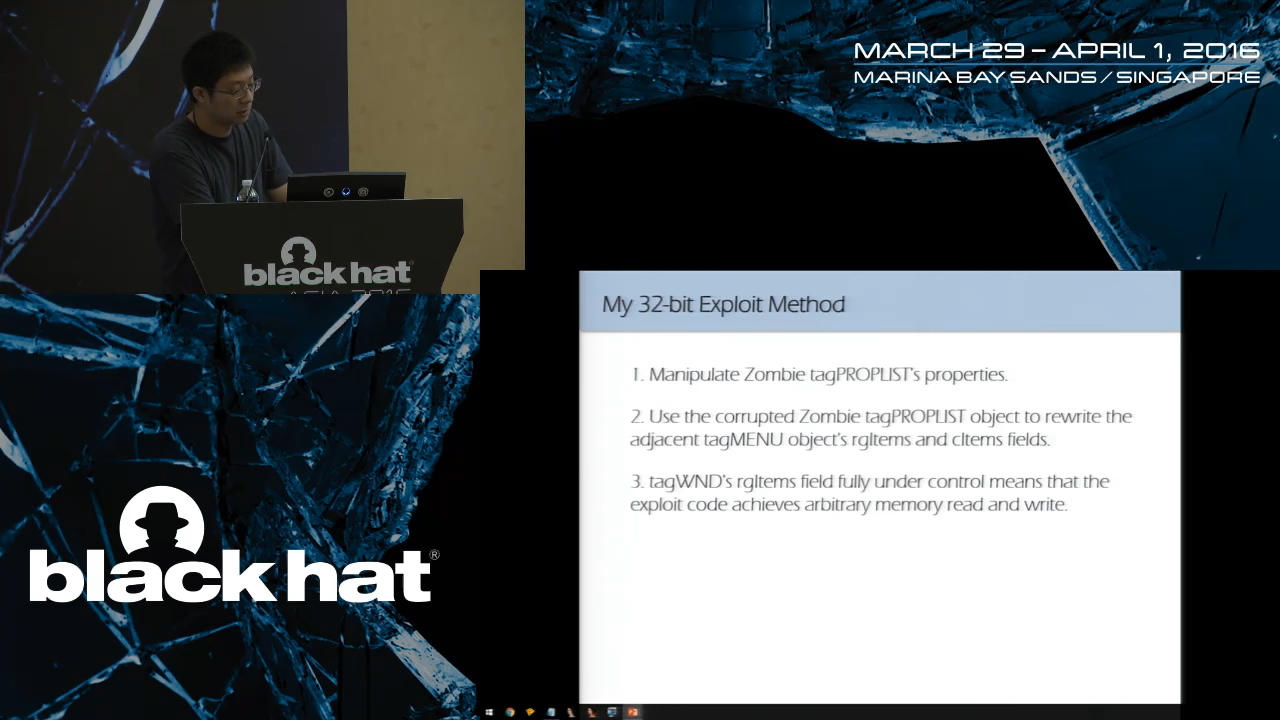 MARCH 29 – APRIL 1, 2016
MARINA BAY SANDS / SINGAPORE
black hat
ASIA 2016
My 32-bit Exploit Method
1. Manipulate Zombie tagPROPLIST's properties.
2. Use the corrupted Zombie tagPROPLIST object to rewrite the
adjacent tagMENU object's rgItems and cItems fields.
3. tagWND's rgItems field fully under control means that the
exploit code achieves arbitrary memory read and write.
black hat®